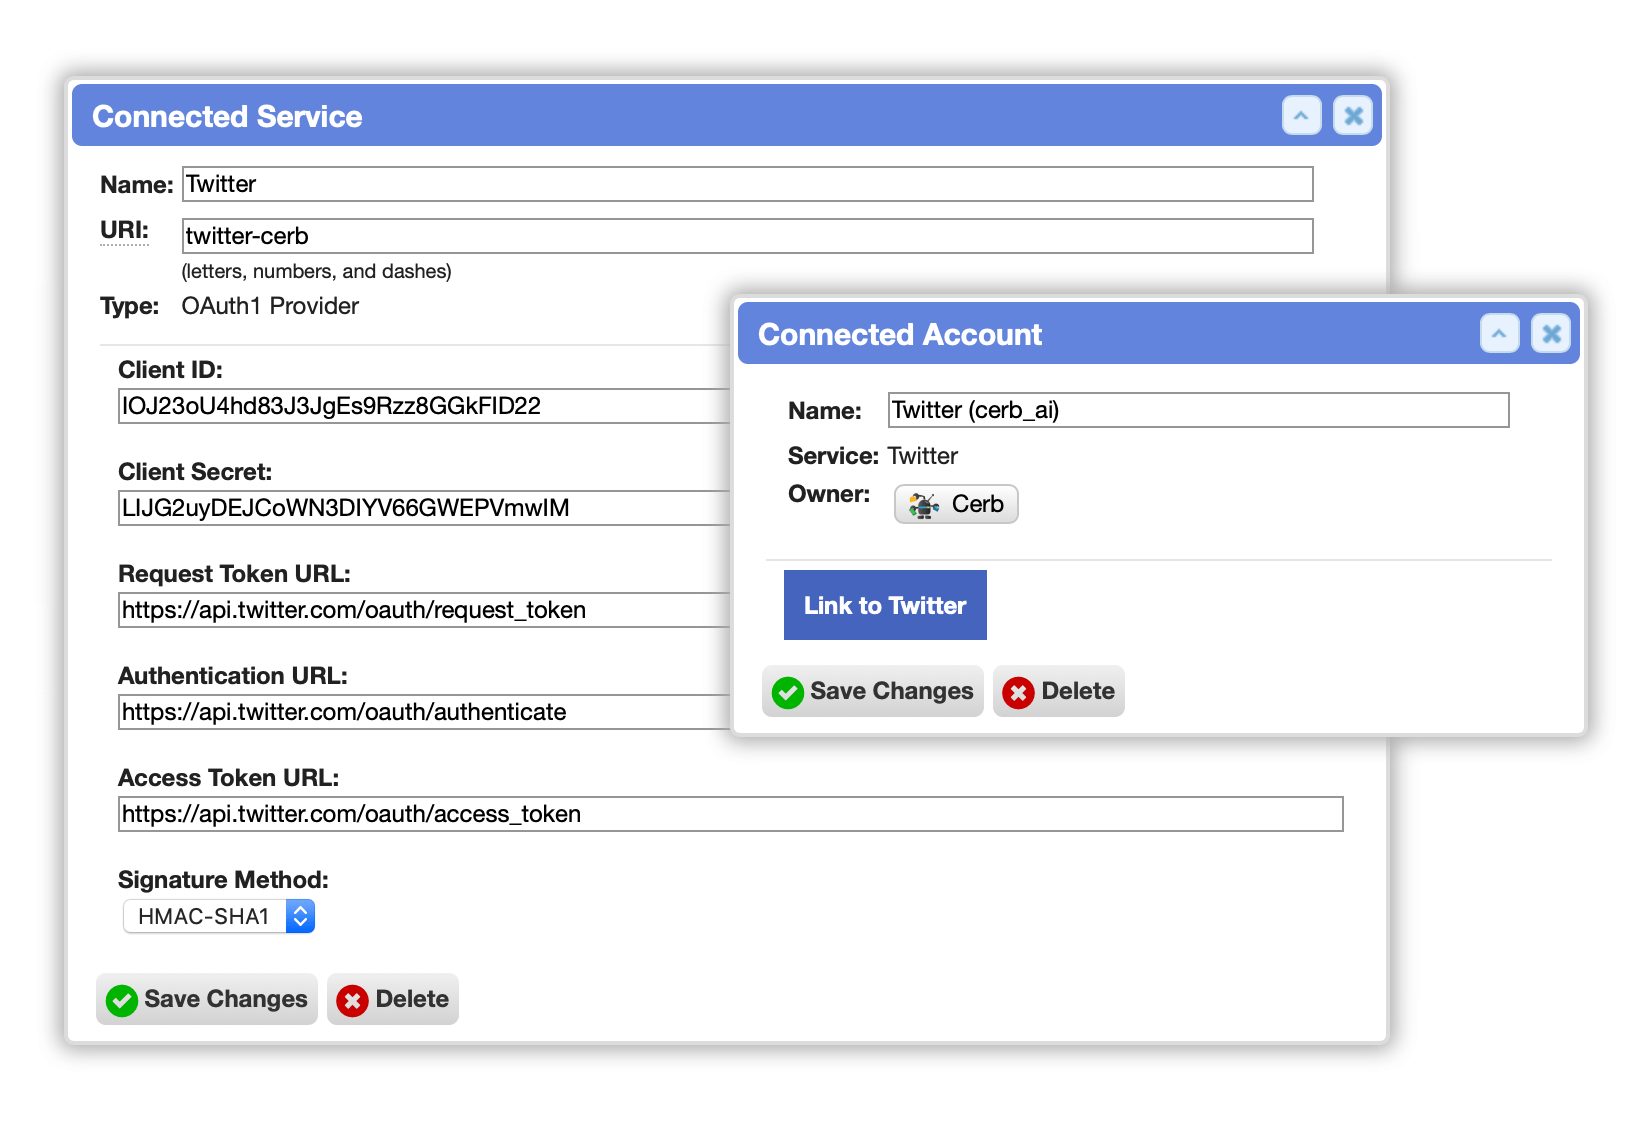 Connected Service
Name: Twitter
URI: twitter-cerb
(letters, numbers, and dashes)
Type: OAuth1 Provider
Client ID:
IOJ23oU4hd83J3JgEs9Rzz8GGkFID22
Client Secret:
LIJG2uyDEJCoWN3DIYV66GWEPVmwIM
Request Token URL:
https://api.twitter.com/oauth/request_token
Authentication URL:
https://api.twitter.com/oauth/authenticate
Access Token URL:
https://api.twitter.com/oauth/access_token
Signature Method:
HMAC-SHA1
Save Changes Delete
Connected Account
Name: Twitter (cerb_ai)
Service: Twitter
Owner: Cerb
Link to Twitter
Save Changes Delete